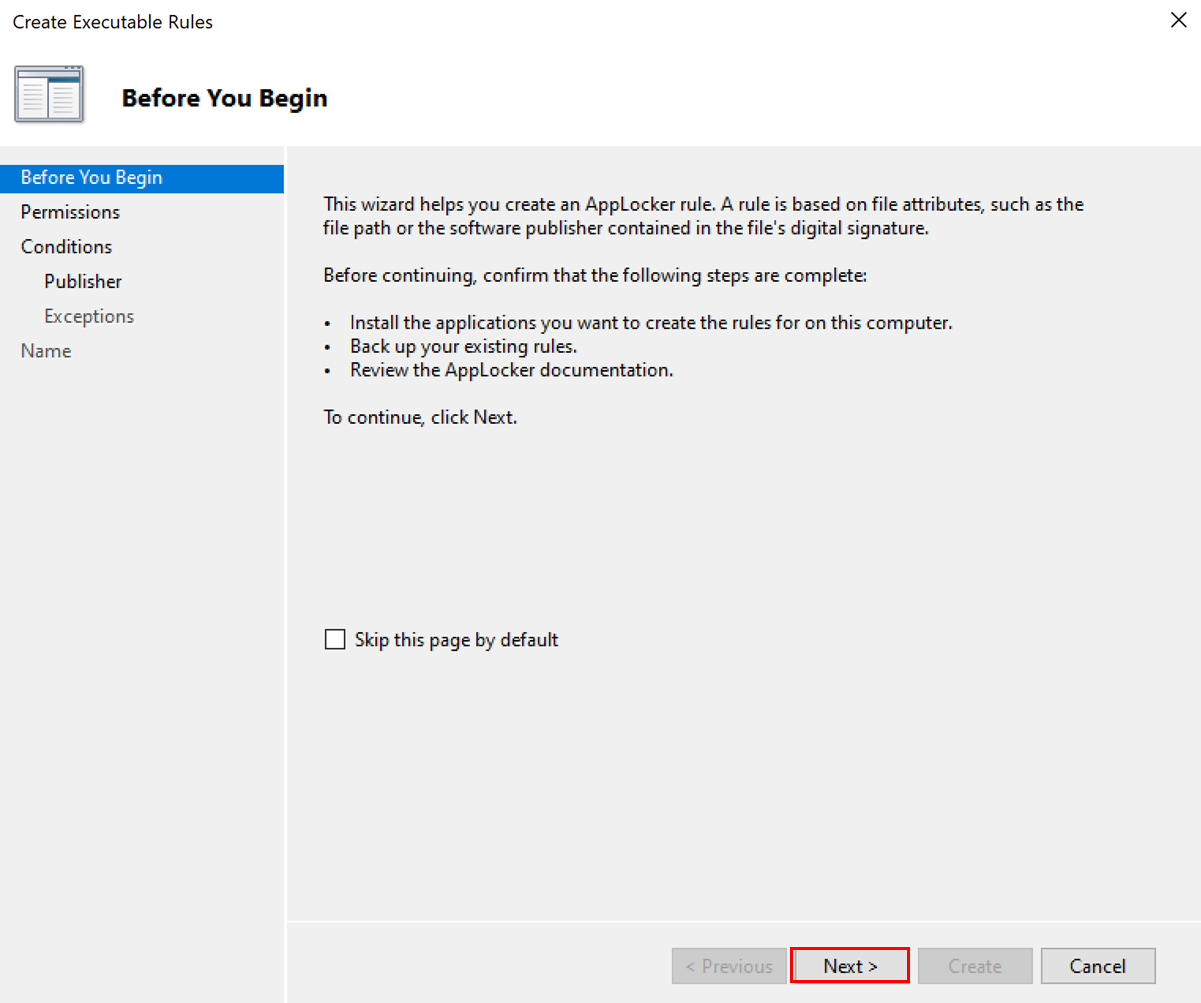 Create Executable Rules
Before You Begin
Before You Begin
Permissions
Conditions
Publisher
Exceptions
Name
This wizard helps you create an AppLocker rule. A rule is based on file attributes, such as the
file path or the software publisher contained in the file's digital signature.
Before continuing, confirm that the following steps are complete:
• Install the applications you want to create the rules for on this computer.
• Back up your existing rules.
• Review the AppLocker documentation.
To continue, click Next.
Skip this page by default
< Previous
Next >
Create
Cancel